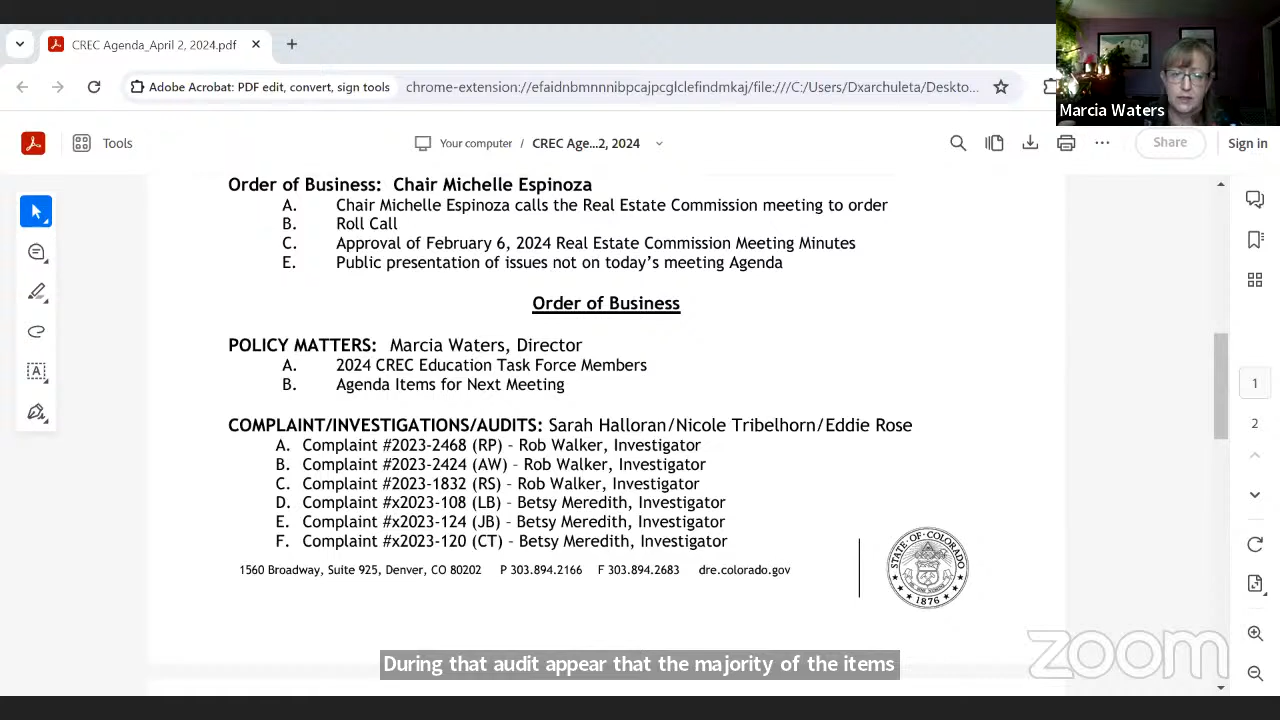 CREC Agenda_April 2, 2024.pdf
Adobe Acrobat: PDF edit, convert, sign tools
chrome-extension://efaidnbmnnnibpcajpcglclefindmkaj/file:///C:/Users/Dxarchuleta/Deskto...
Marcia Waters
Tools
Your computer / CREC Age...2, 2024
Share
Sign in
Order of Business: Chair Michelle Espinoza
A. Chair Michelle Espinoza calls the Real Estate Commission meeting to order
B. Roll Call
C. Approval of February 6, 2024 Real Estate Commission Meeting Minutes
E. Public presentation of issues not on today's meeting Agenda
Order of Business
POLICY MATTERS: Marcia Waters, Director
A. 2024 CREC Education Task Force Members
B. Agenda Items for Next Meeting
COMPLAINT/INVESTIGATIONS/AUDITS: Sarah Halloran/Nicole Tribelhorn/Eddie Rose
A. Complaint #2023-2468 (RP) – Rob Walker, Investigator
B. Complaint #2023-2424 (AW) – Rob Walker, Investigator
C. Complaint #2023-1832 (RS) – Rob Walker, Investigator
D. Complaint #x2023-108 (LB) – Betsy Meredith, Investigator
E. Complaint #x2023-124 (JB) – Betsy Meredith, Investigator
F. Complaint #x2023-120 (CT) – Betsy Meredith, Investigator
1560 Broadway, Suite 925, Denver, CO 80202 P 303.894.2166 F 303.894.2683 dre.colorado.gov
STATE OF COLORADO
1876
1
2
During that audit appear that the majority of the items
zoom